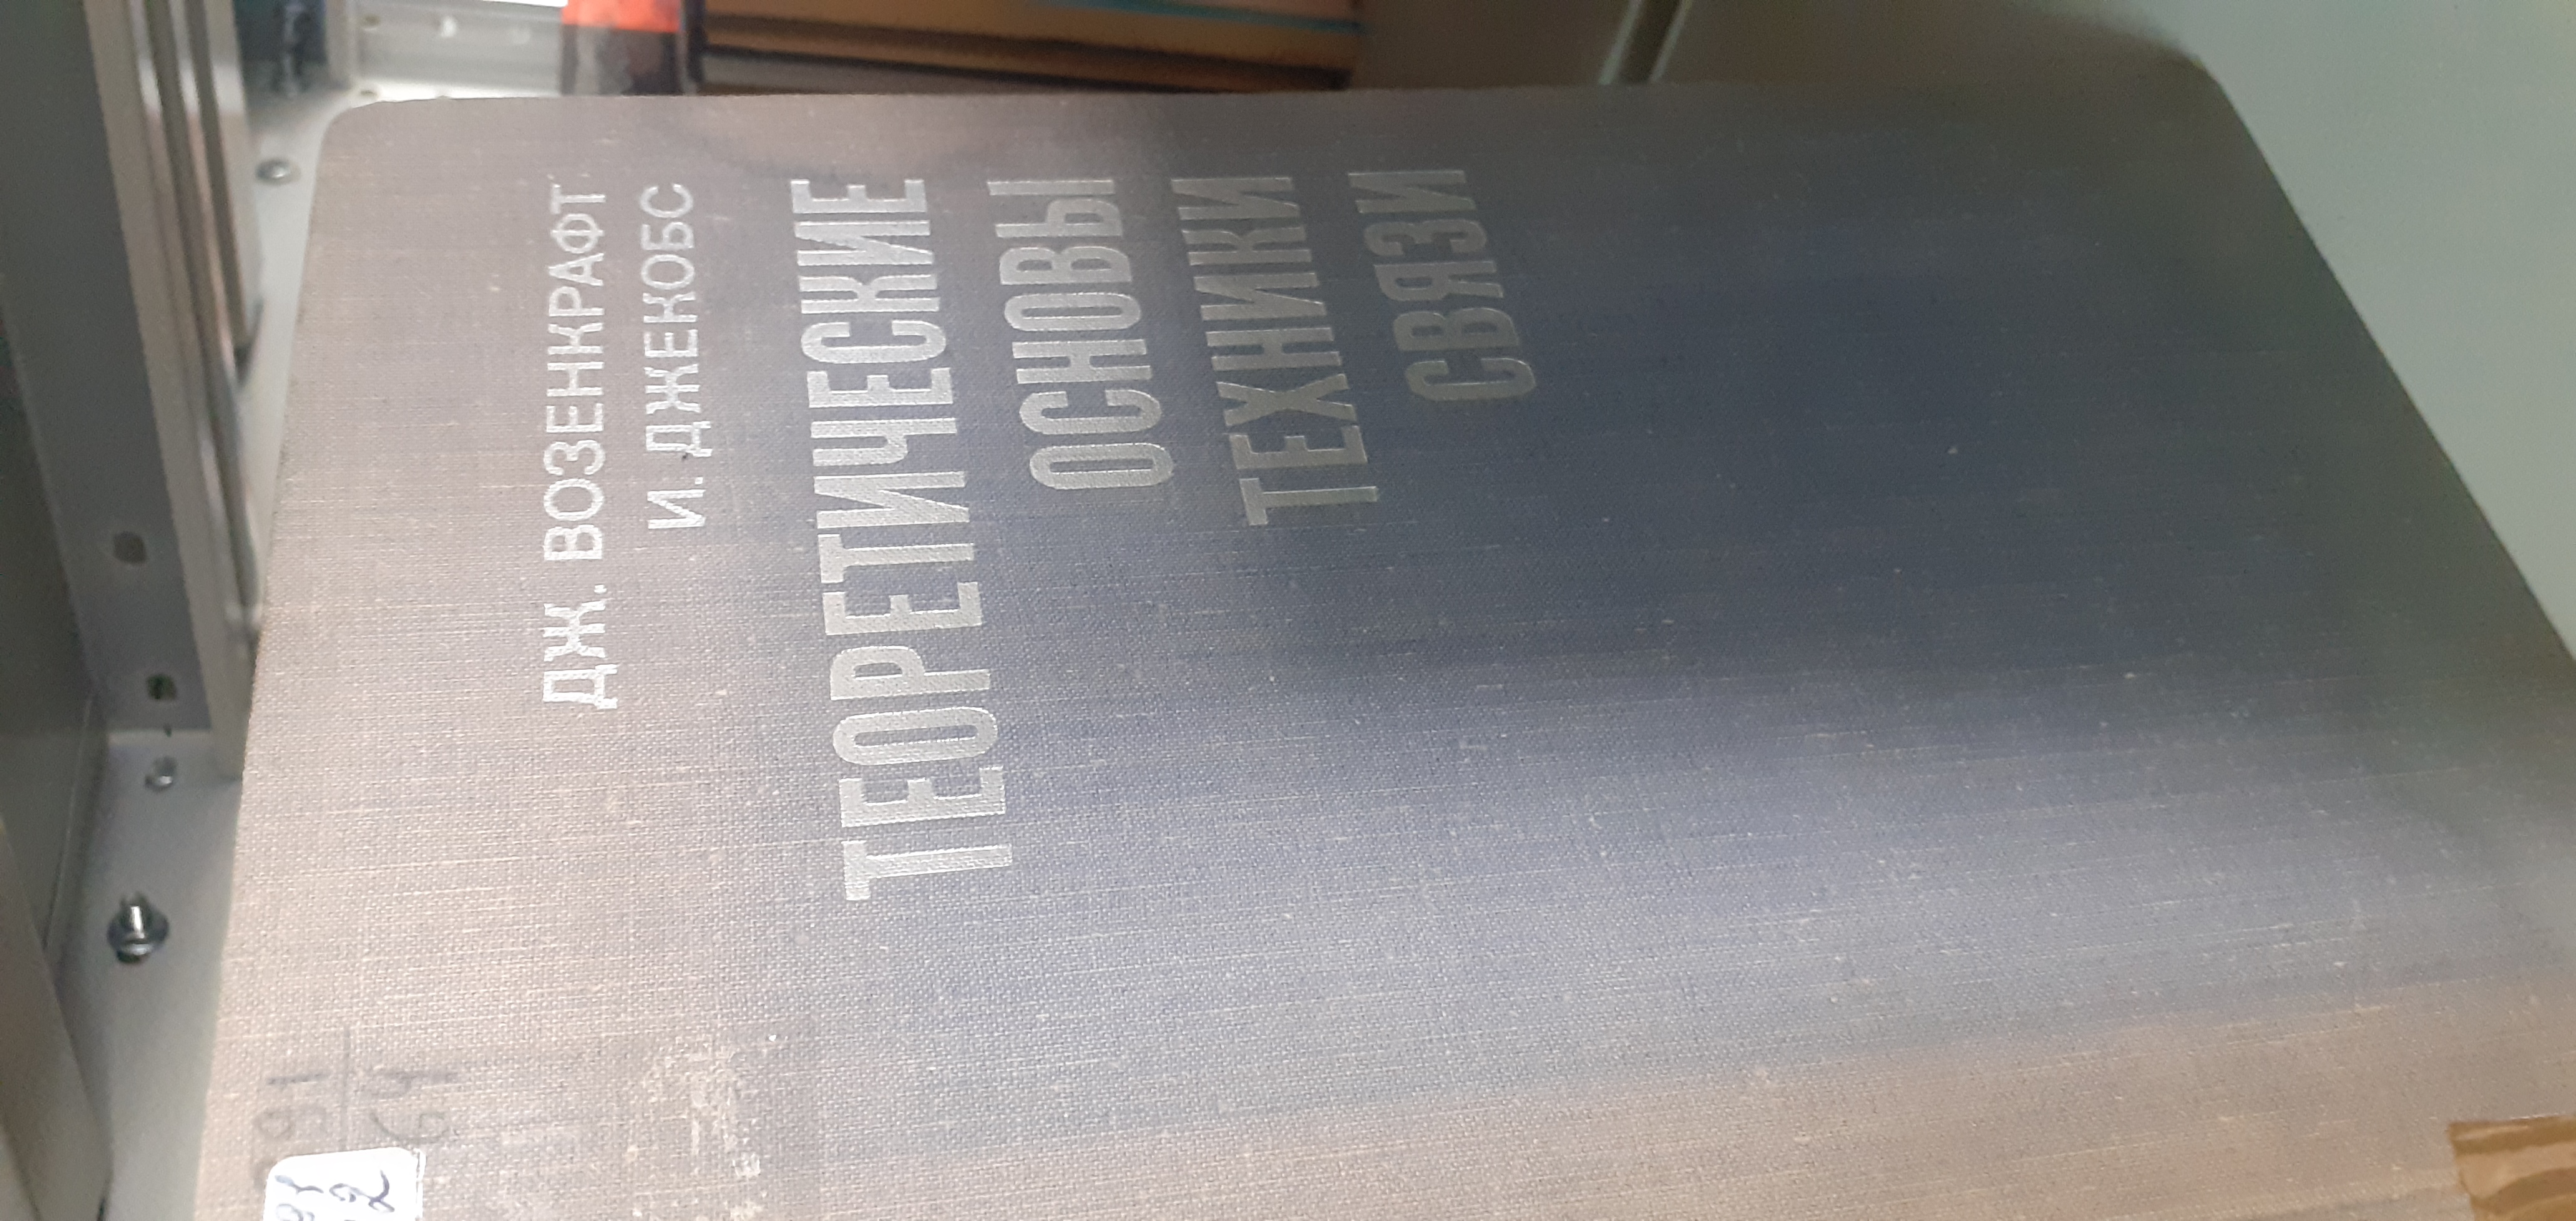 ДЖ. ВОЗЕНКРАФТ
И. ДЖЕКОБС
ТЕОРЕТИЧЕСКИЕ
ОСНОВЫ
ТЕХНИКИ
СВЯЗИ